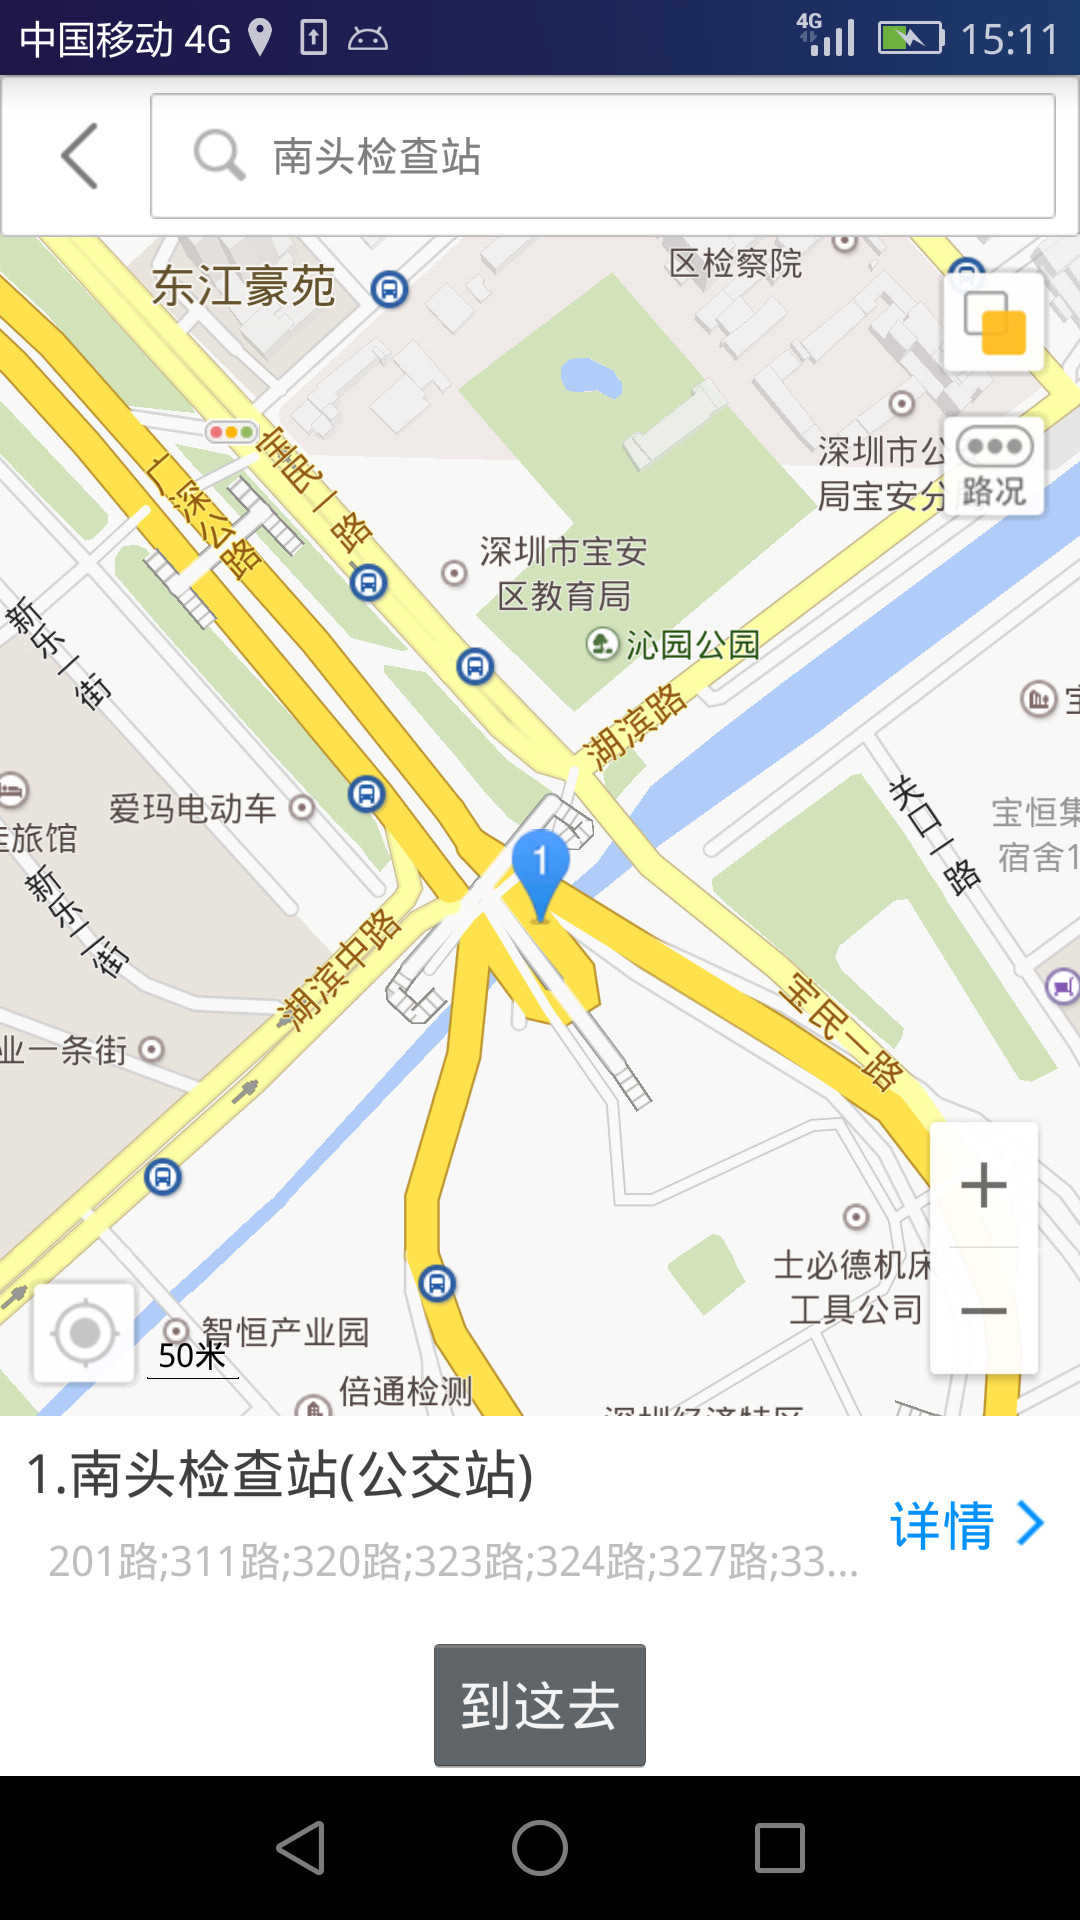 中国移动 4G
4G
15:11
南头检查站
东江豪苑
区检察院
深圳市公
局宝安分
路况
宝民一路
广深公路
深圳市宝安
区教育局
沁园公园
新乐一街
湖滨路
爱玛电动车
旅馆
关口一路
宝恒集
宿舍1
1
新乐一街
湖滨中路
宝民一路
业一条街
士必德机床
工具公司
智恒产业园
50米
倍通检测
深圳经济特区
1.南头检查站(公交站)
201路;311路;320路;323路;324路;327路;33...
详情
到这去